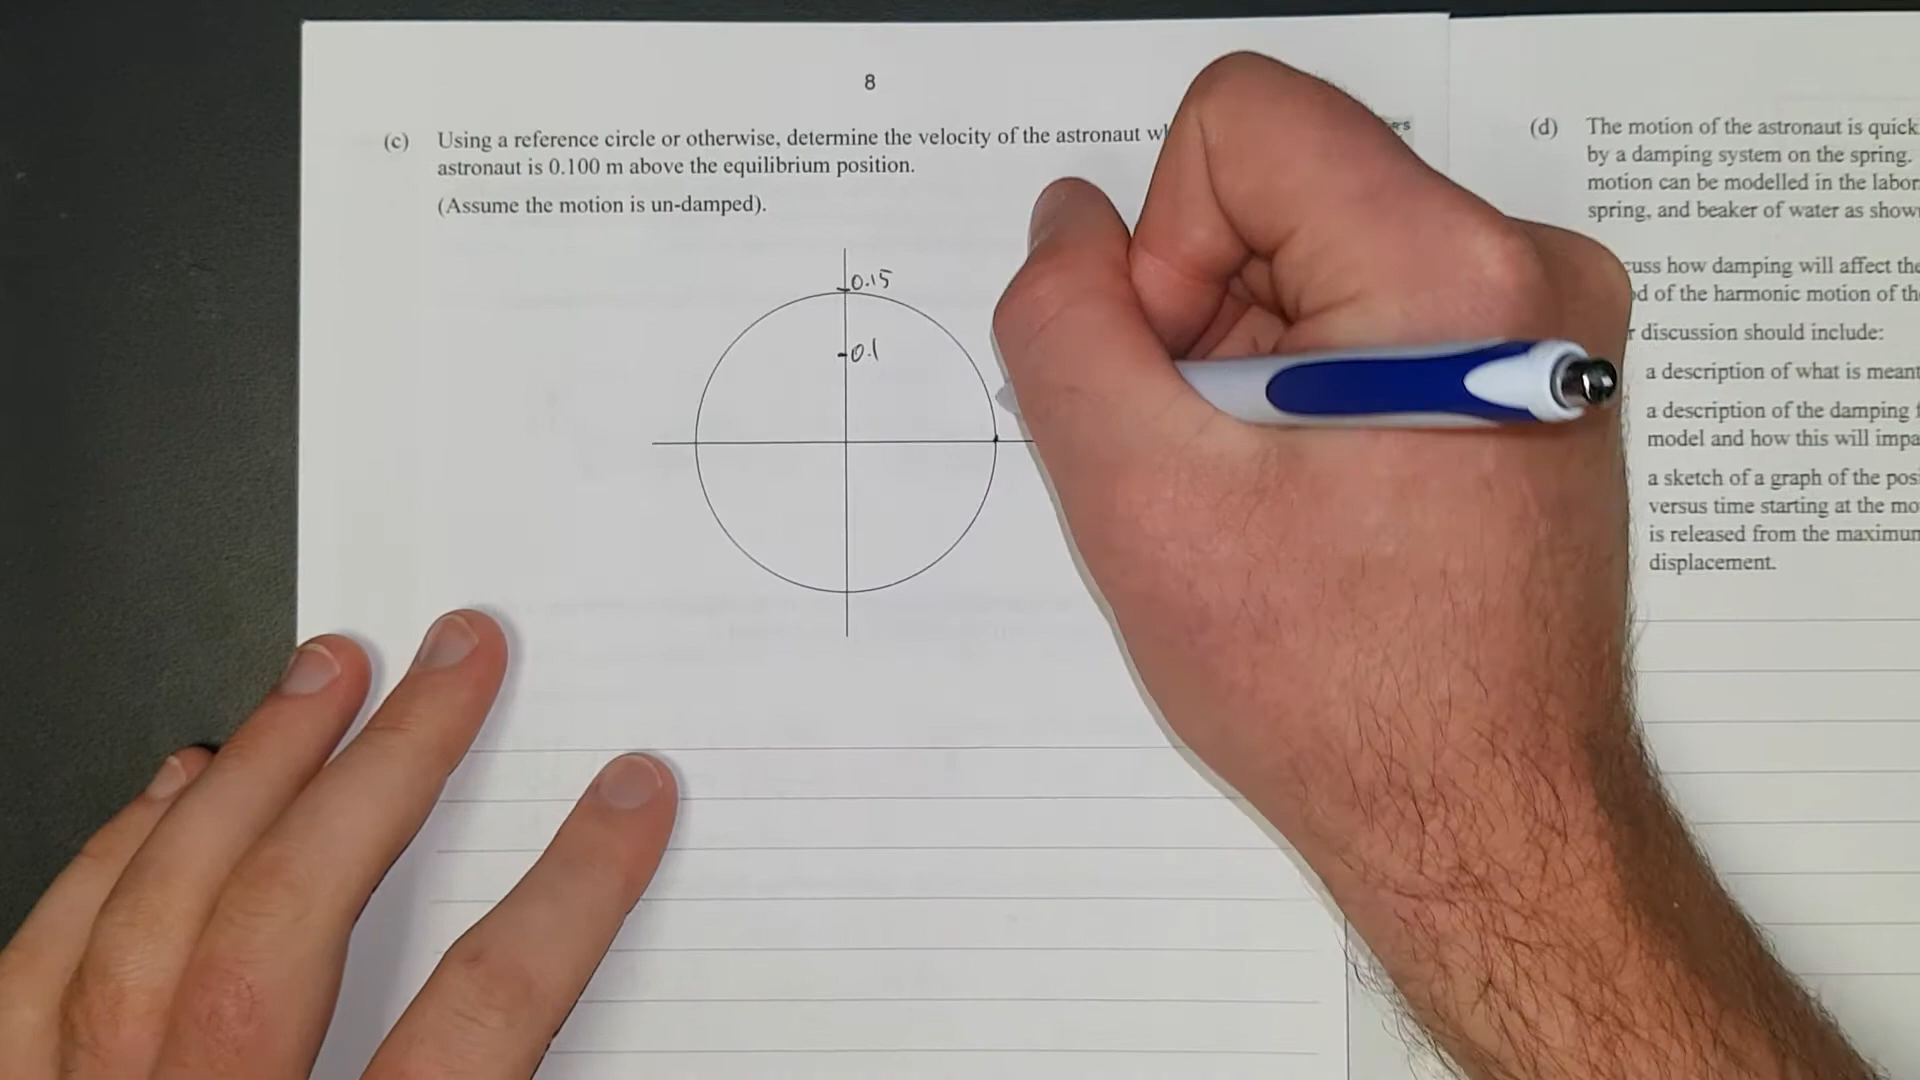 8
(c) Using a reference circle or otherwise, determine the velocity of the astronaut
astronaut is 0.100 m above the equilibrium position.
(Assume the motion is un-damped).
0.15
0.1
(d) The motion of the astronaut is quick
by a damping system on the spring.
motion can be modelled in the labor
spring, and beaker of water as show
how damping will affect the
of the harmonic motion of th
discussion should include:
a description of what is meant
a description of the damping
model and how this will impa
a sketch of a graph of the pos
versus time starting at the mo
is released from the maximum
displacement.